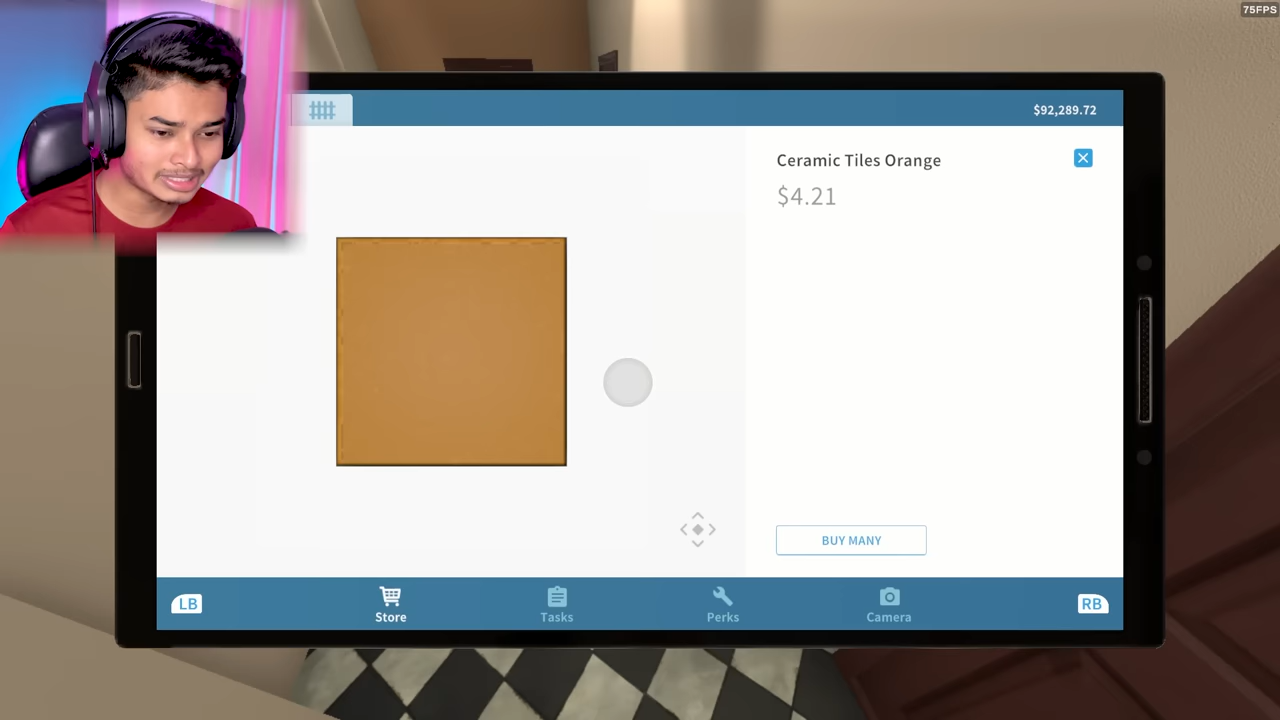 75FPS
$92,289.72
Ceramic Tiles Orange
$4.21
BUY MANY
LB
Store
Tasks
Perks
Camera
RB